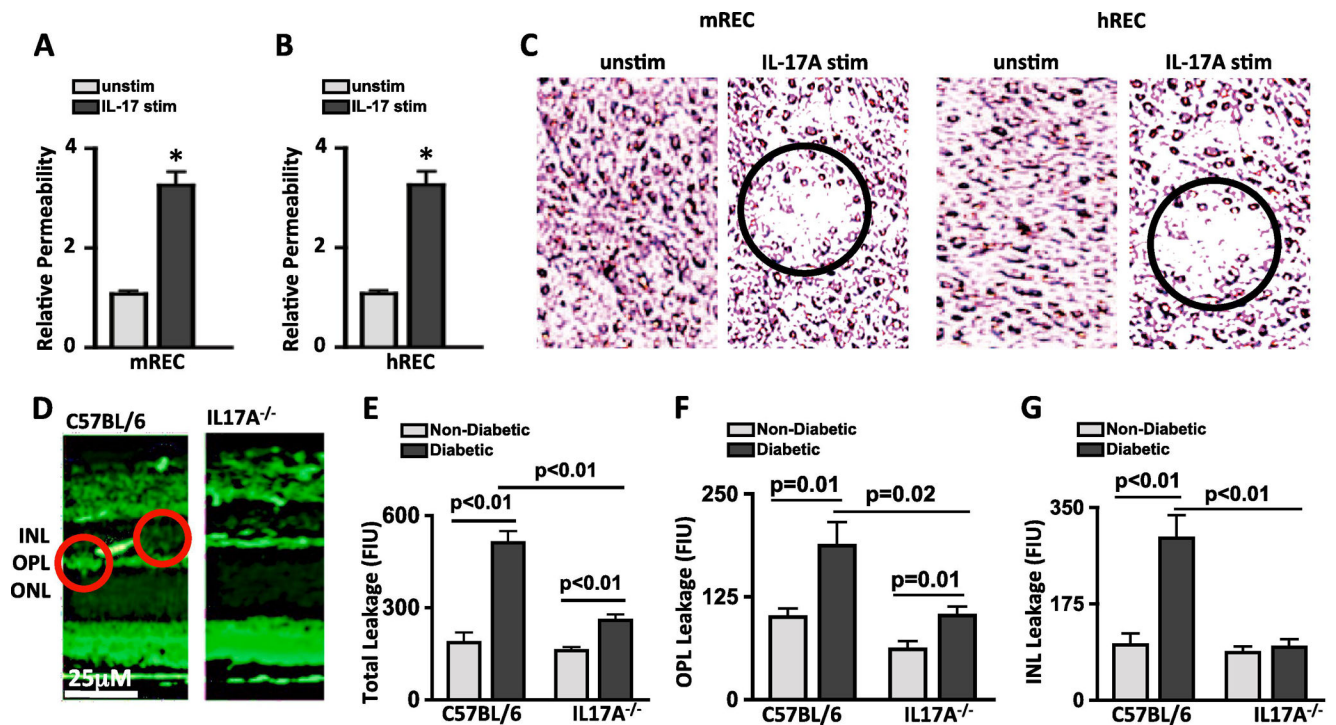 A
unstim
IL-17 stim
Relative Permeability
4
2
0
*
mREC
B
unstim
IL-17 stim
Relative Permeability
4
2
0
*
hREC
C
mREC
hREC
unstim
IL-17A stim
unstim
IL-17A stim
D
C57BL/6
IL17A-/-
INL
OPL
ONL
25µM
E
Non-Diabetic
Diabetic
p<0.01
p<0.01
p<0.01
Total Leakage (FIU)
600
300
0
C57BL/6
IL17A-/-
F
Non-Diabetic
Diabetic
p=0.01
p=0.02
p=0.01
OPL Leakage (FIU)
250
125
0
C57BL/6
IL17A-/-
G
Non-Diabetic
Diabetic
p<0.01
p<0.01
INL Leakage (FIU)
350
175
0
C57BL/6
IL17A-/-